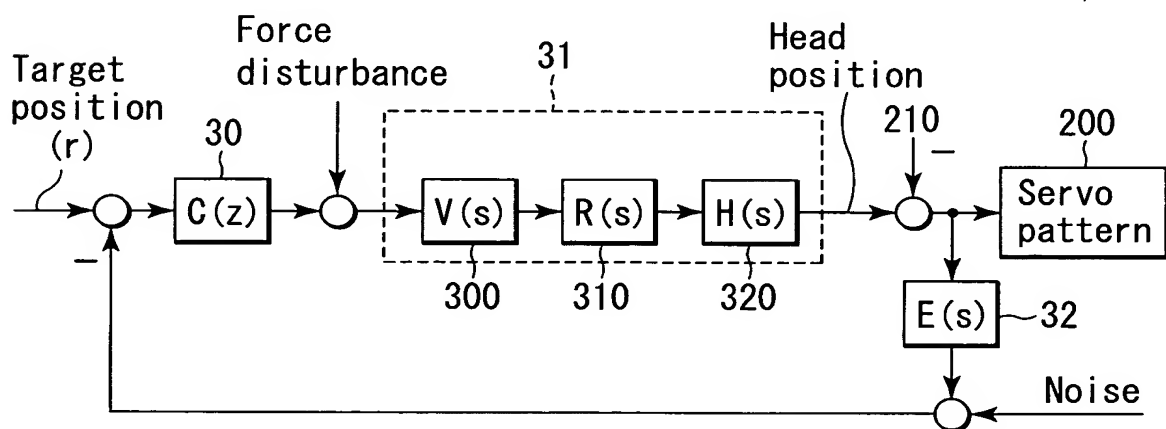 Target
position
(r)
Force
disturbance
31
Head
position
30
210
–
200
C(z)
V(s)
R(s)
H(s)
Servo
pattern
–
300
310
320
E(s)
32
Noise